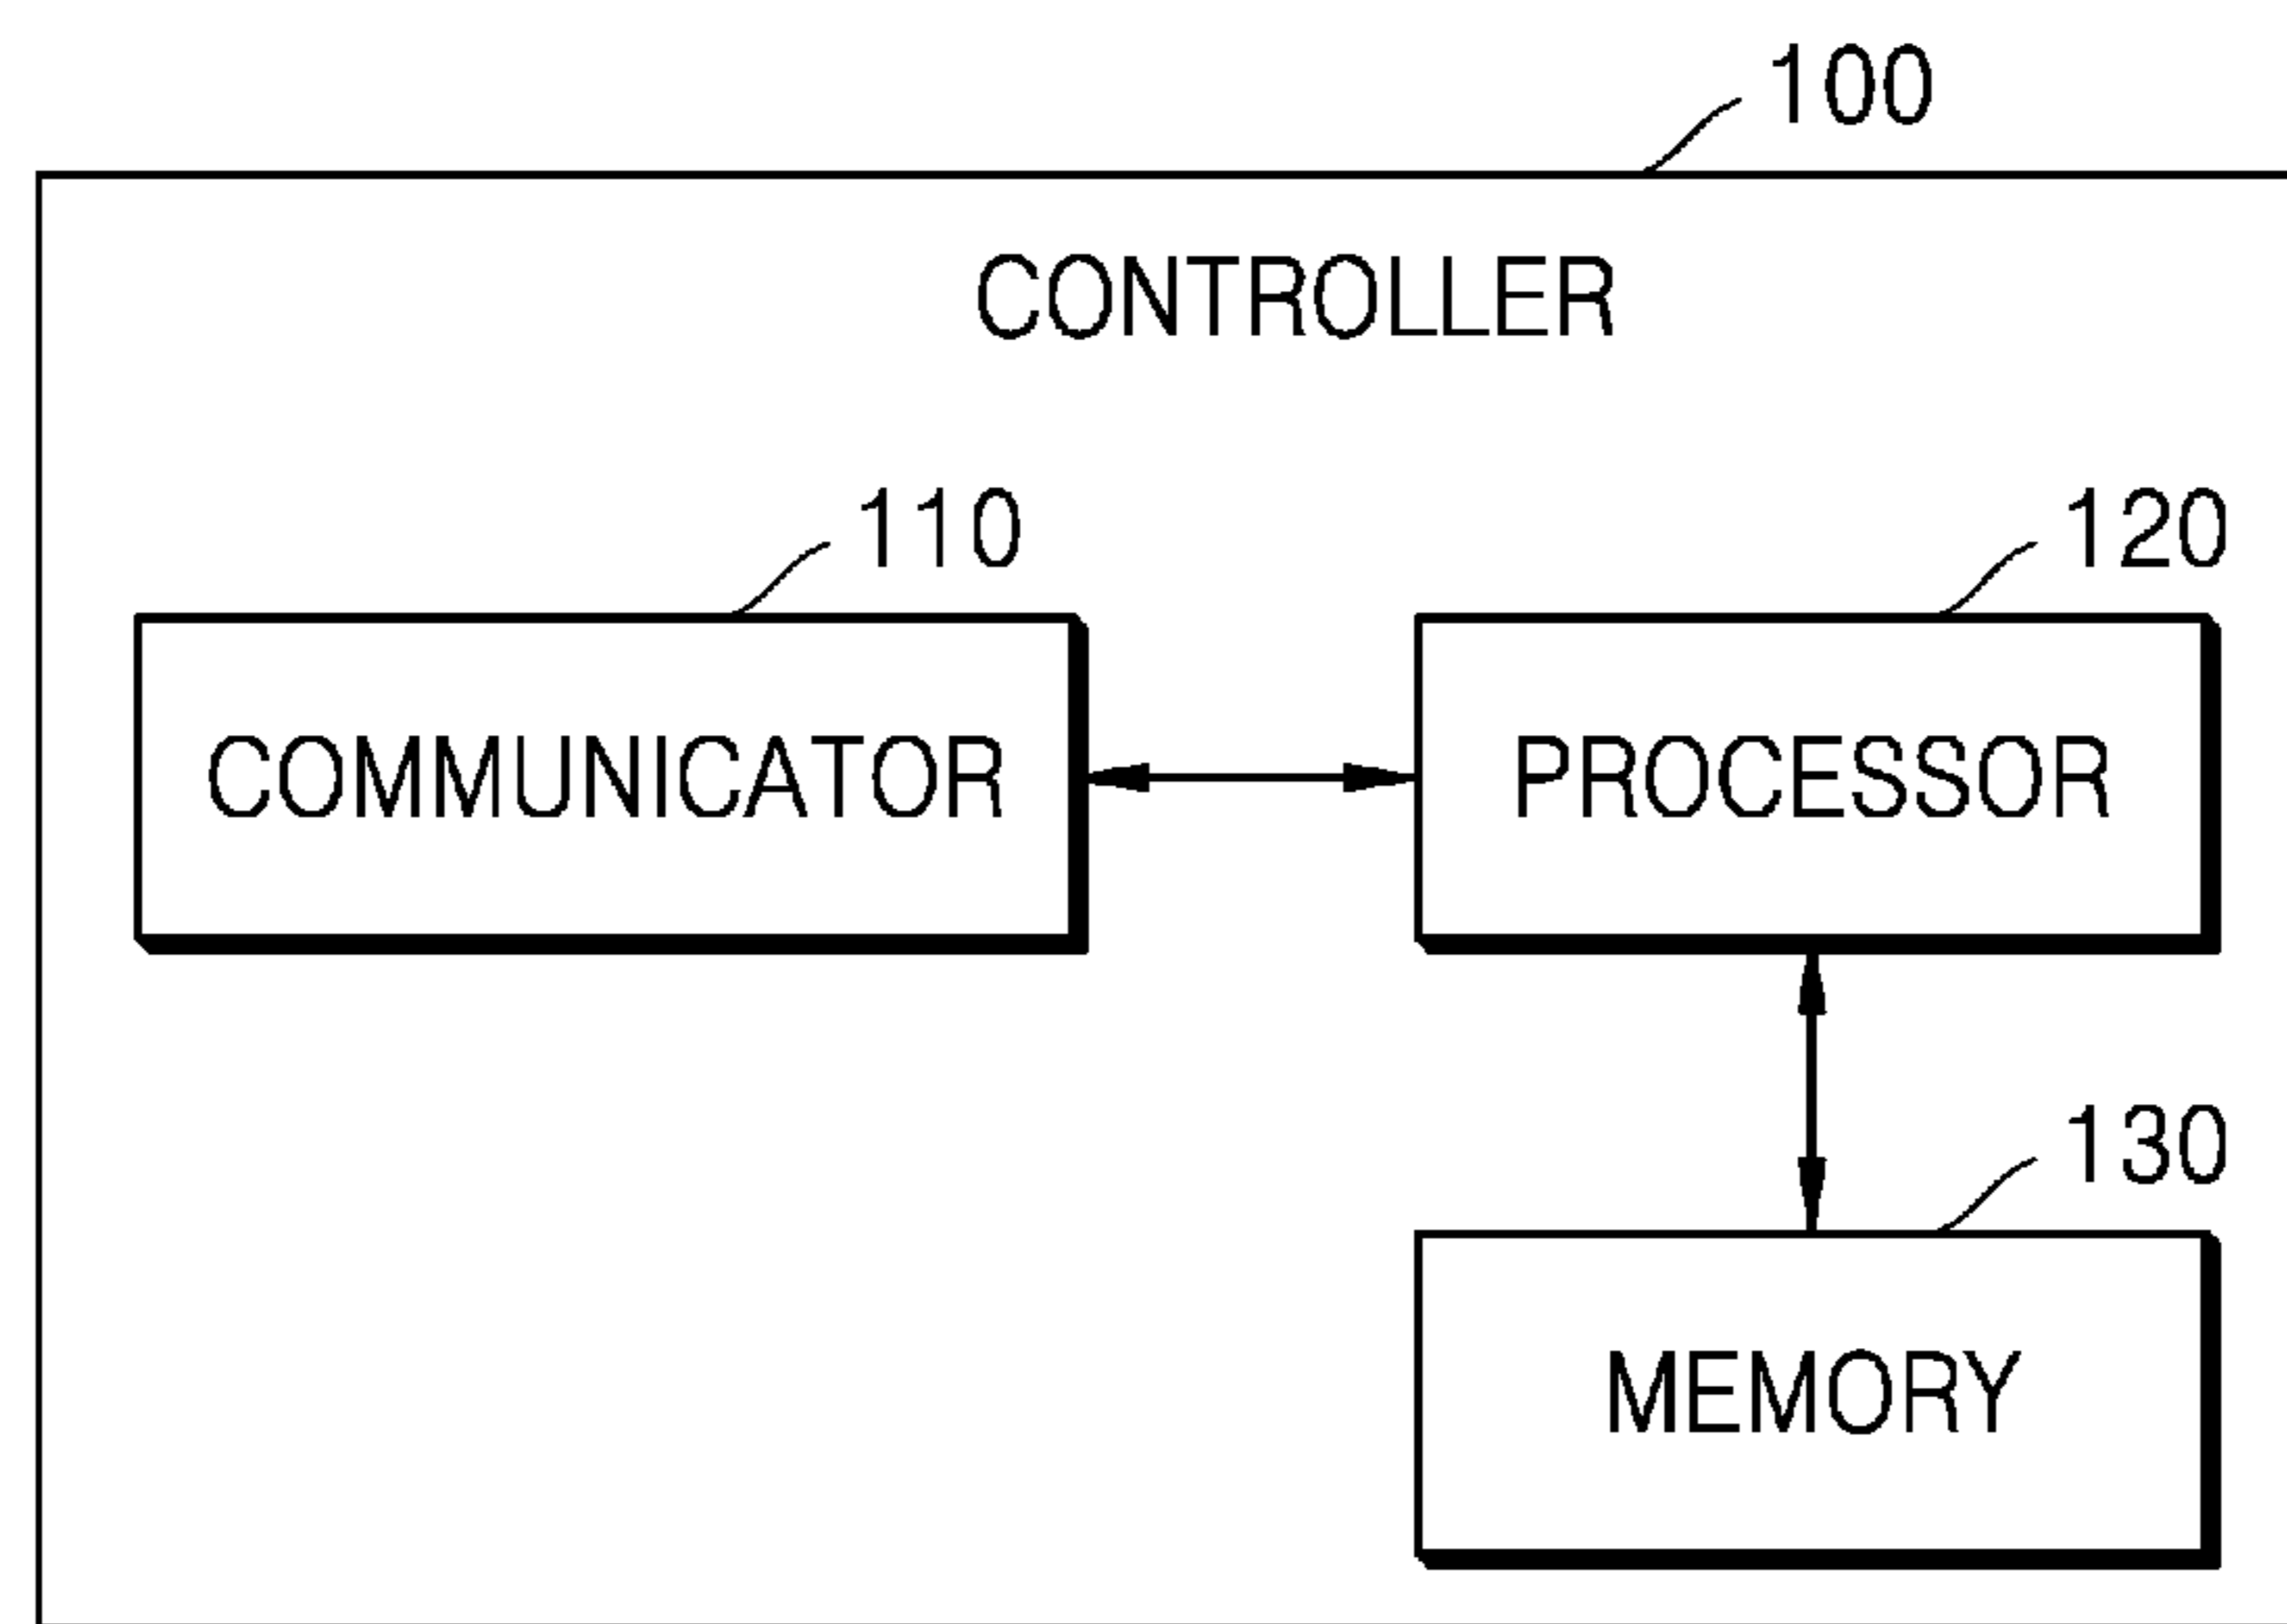 100
CONTROLLER
110
120
COMMUNICATOR
PROCESSOR
130
MEMORY